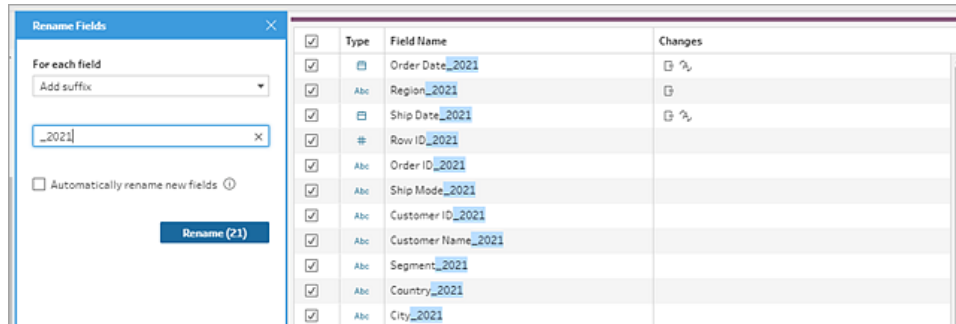 Rename Fields
For each field
Add suffix
_2021
Automatically rename new fields
Rename (21)
Type Field Name Changes
Order Date_2021
Abc Region_2021
Ship Date_2021
# Row ID_2021
Abc Order ID_2021
Abc Ship Mode_2021
Abc Customer ID_2021
Abc Customer Name_2021
Abc Segment_2021
Abc Country_2021
Abc City_2021